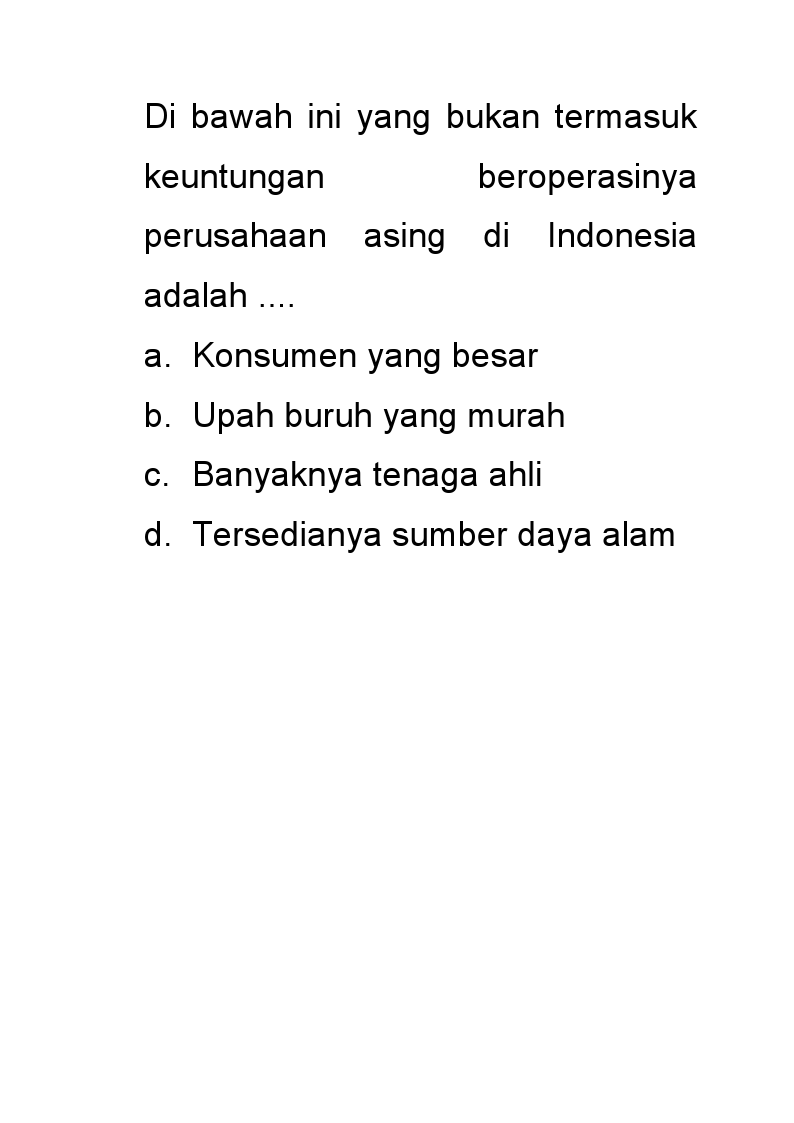 Di bawah ini yang bukan termasuk
keuntungan beroperasinya
perusahaan asing di Indonesia
adalah ....
a. Konsumen yang besar
b. Upah buruh yang murah
c. Banyaknya tenaga ahli
d. Tersedianya sumber daya alam